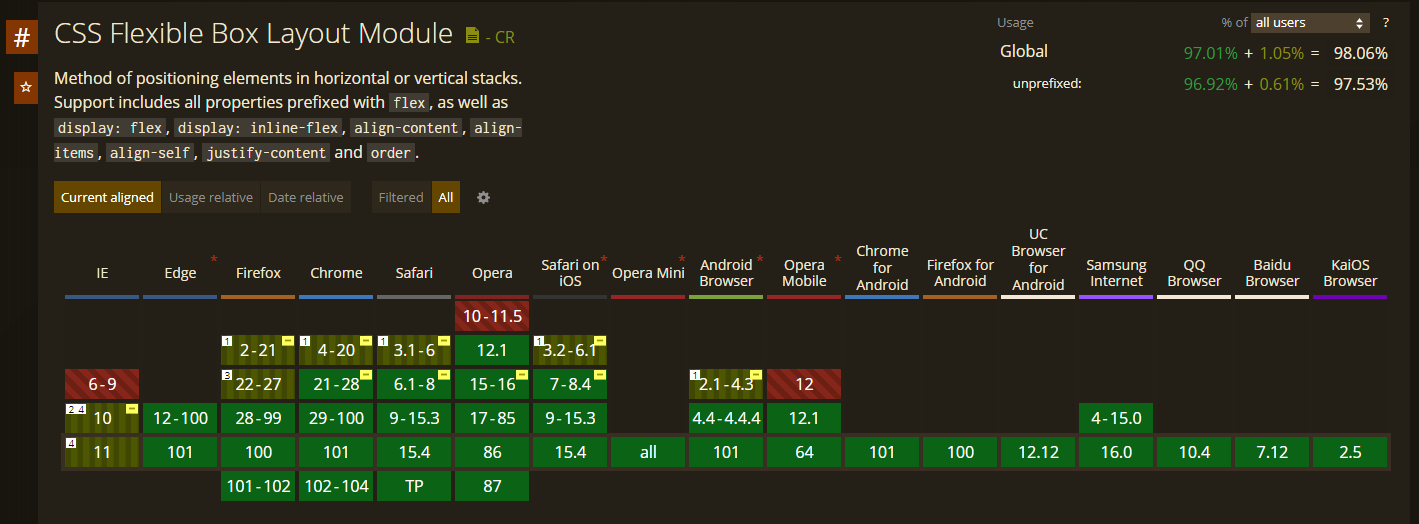 #
CSS Flexible Box Layout Module - CR
Usage % of all users ?
Global 97.01% + 1.05% = 98.06%
unprefixed: 96.92% + 0.61% = 97.53%
Method of positioning elements in horizontal or vertical stacks.
Support includes all properties prefixed with flex, as well as
display: flex, display: inline-flex, align-content, align-
items, align-self, justify-content and order.
Current aligned Usage relative Date relative Filtered All
IE Edge * Firefox Chrome Safari Opera Safari on iOS * Opera Mini * Android Browser * Opera Mobile * Chrome for Android Firefox for Android UC Browser for Android Samsung Internet QQ Browser Baidu Browser KaiOS Browser
10-11.5
1 2-21 1 4-20 1 3.1-6 12.1 1 3.2-6.1
6-9 3 22-27 21-28 6.1-8 15-16 7-8.4 1 2.1-4.3 12
2 4 10 12-100 28-99 29-100 9-15.3 17-85 9-15.3 4.4-4.4.4 12.1 4-15.0
4 11 101 100 101 15.4 86 15.4 all 101 64 101 100 12.12 16.0 10.4 7.12 2.5
101-102 102-104 TP 87